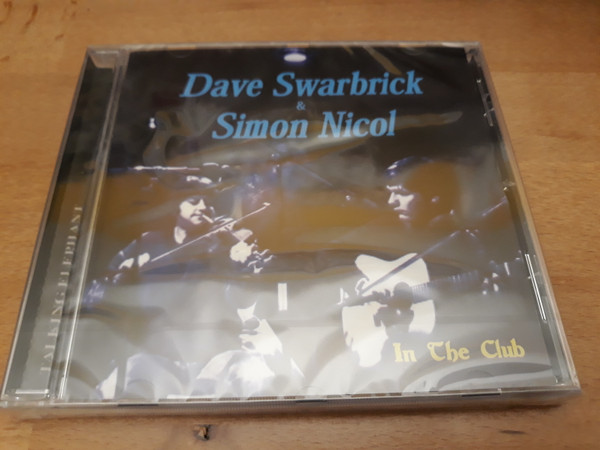 Dave Swarbrick
&
Simon Nicol
In The Club
TALKING ELEPHANT